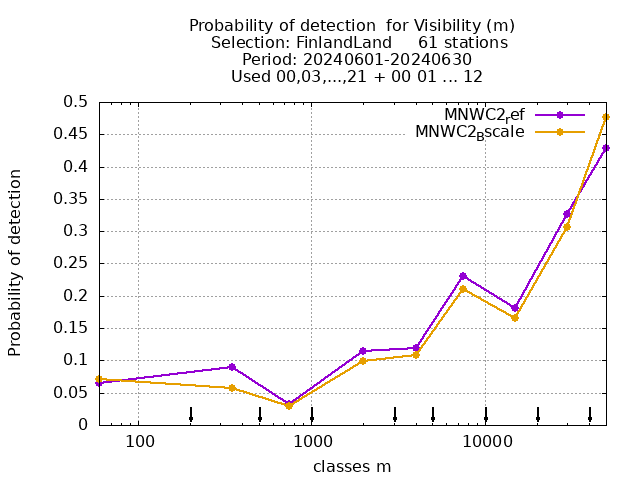 Probability of detection  for Visibility (m)
Selection: FinlandLand     61 stations
Period: 20240601-20240630
Used 00,03,...,21 + 00 01 ... 12
MNWC2ref
MNWC2Bscale
Probability of detection
0.5
0.45
0.4
0.35
0.3
0.25
0.2
0.15
0.1
0.05
0
100
1000
10000
classes m